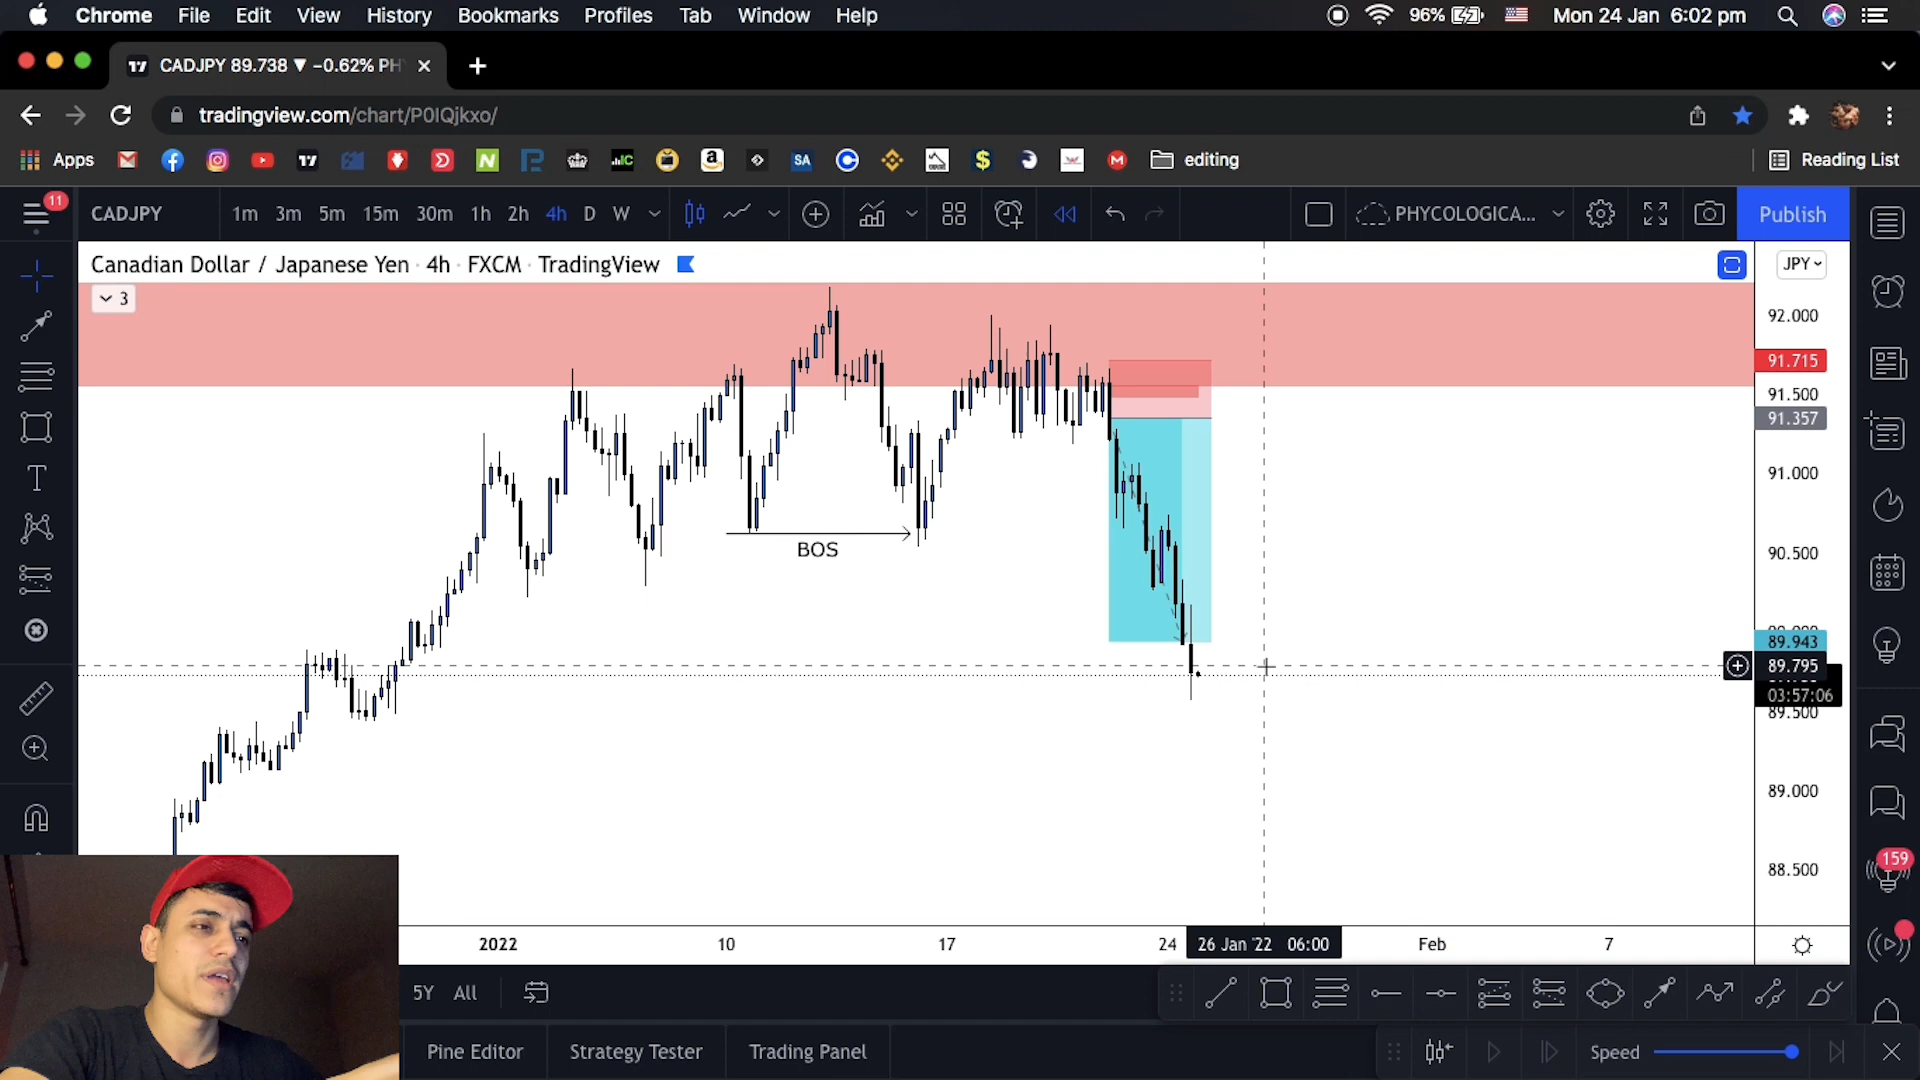 Chrome File Edit View History Bookmarks Profiles Tab Window Help 96% Mon 24 Jan 6:02 pm
CADJPY 89.738 ▼ −0.62% PH
tradingview.com/chart/P0IQjkxo/
Apps editing Reading List
11
CADJPY 1m 3m 5m 15m 30m 1h 2h 4h D W PHYCOLOGICA... Publish
Canadian Dollar / Japanese Yen · 4h · FXCM · TradingView JPY
3
92.000
91.715
91.500
91.357
91.000
90.500
BOS
89.943
89.795
03:57:06
89.500
89.000
88.500
159
2022 10 17 24 26 Jan '22 06:00 Feb 7
5Y All
Pine Editor Strategy Tester Trading Panel Speed